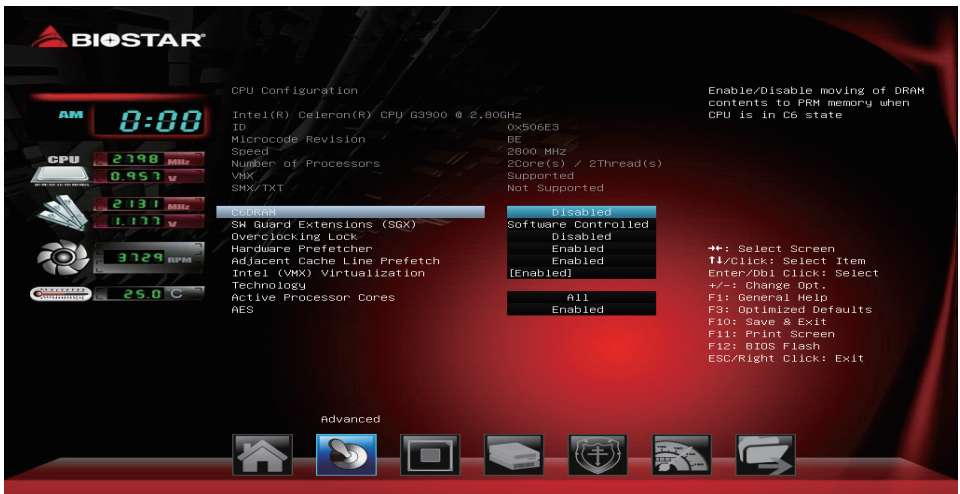 BIOSTAR®
CPU Configuration
Intel(R) Celeron(R) CPU G3900 @ 2.80GHz
ID 0x506E3
Microcode Revision BE
Speed 2800 MHz
Number of Processors 2Core(s) / 2Thread(s)
VMX Supported
SMX/TXT Not Supported
C6DRAM Disabled
SW Guard Extensions (SGX) Software Controlled
Overclocking Lock Disabled
Hardware Prefetcher Enabled
Adjacent Cache Line Prefetch Enabled
Intel (VMX) Virtualization [Enabled]
Technology
Active Processor Cores All
AES Enabled
AM 0:00
CPU 2798 MHz
0.957 V
2131 MHz
1.177 V
3729 RPM
25.0 C
Enable/Disable moving of DRAM
contents to PRM memory when
CPU is in C6 state
→←: Select Screen
↑↓/Click: Select Item
Enter/Dbl Click: Select
+/-: Change Opt.
F1: General Help
F3: Optimized Defaults
F10: Save & Exit
F11: Print Screen
F12: BIOS Flash
ESC/Right Click: Exit
Advanced